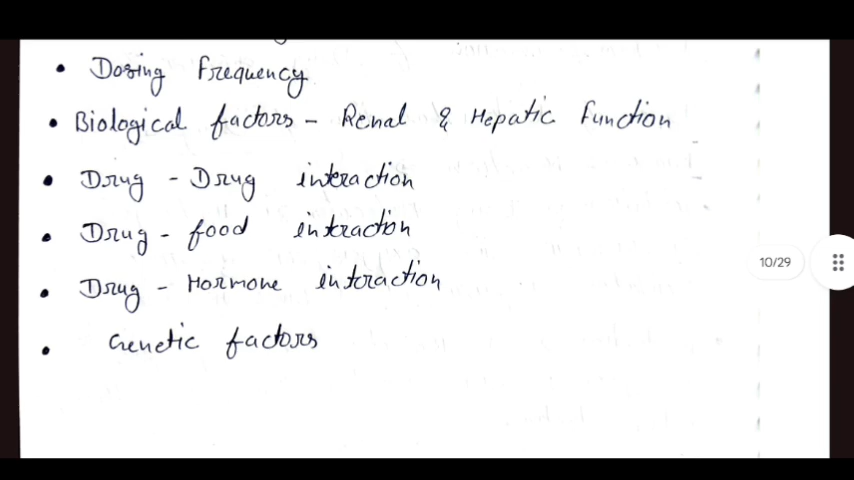 • Dosing Frequency
• Biological factors - Renal & Hepatic Function
• Drug - Drug interaction
• Drug - food interaction
• Drug - Hormone interaction
• Genetic factors
10/29